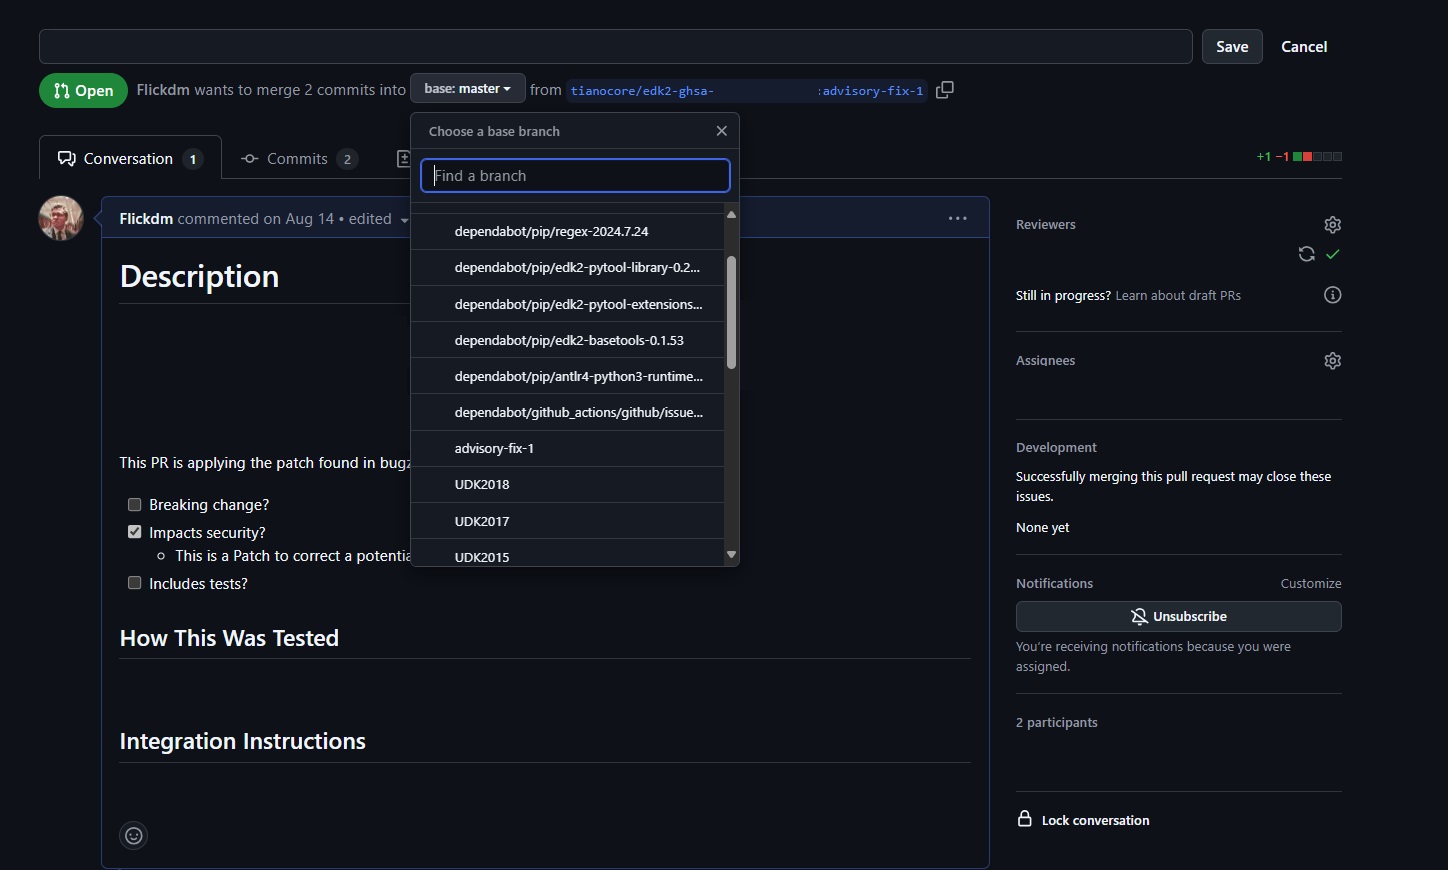 Save Cancel
Open Flickdm wants to merge 2 commits into base: master from tianocore/edk2-ghsa- :advisory-fix-1
Choose a base branch
Find a branch
Conversation 1 Commits 2
+1 −1
Flickdm commented on Aug 14 • edited
dependabot/pip/regex-2024.7.24
dependabot/pip/edk2-pytool-library-0.2...
dependabot/pip/edk2-pytool-extensions...
dependabot/pip/edk2-basetools-0.1.53
dependabot/pip/antlr4-python3-runtime...
dependabot/github_actions/github/issue...
advisory-fix-1
UDK2018
UDK2017
UDK2015
Description
This PR is applying the patch found in bugz
Breaking change?
Impacts security?
This is a Patch to correct a potentia
Includes tests?
How This Was Tested
Integration Instructions
Reviewers
Still in progress? Learn about draft PRs
Assignees
Development
Successfully merging this pull request may close these
issues.
None yet
Notifications Customize
Unsubscribe
You're receiving notifications because you were
assigned.
2 participants
Lock conversation